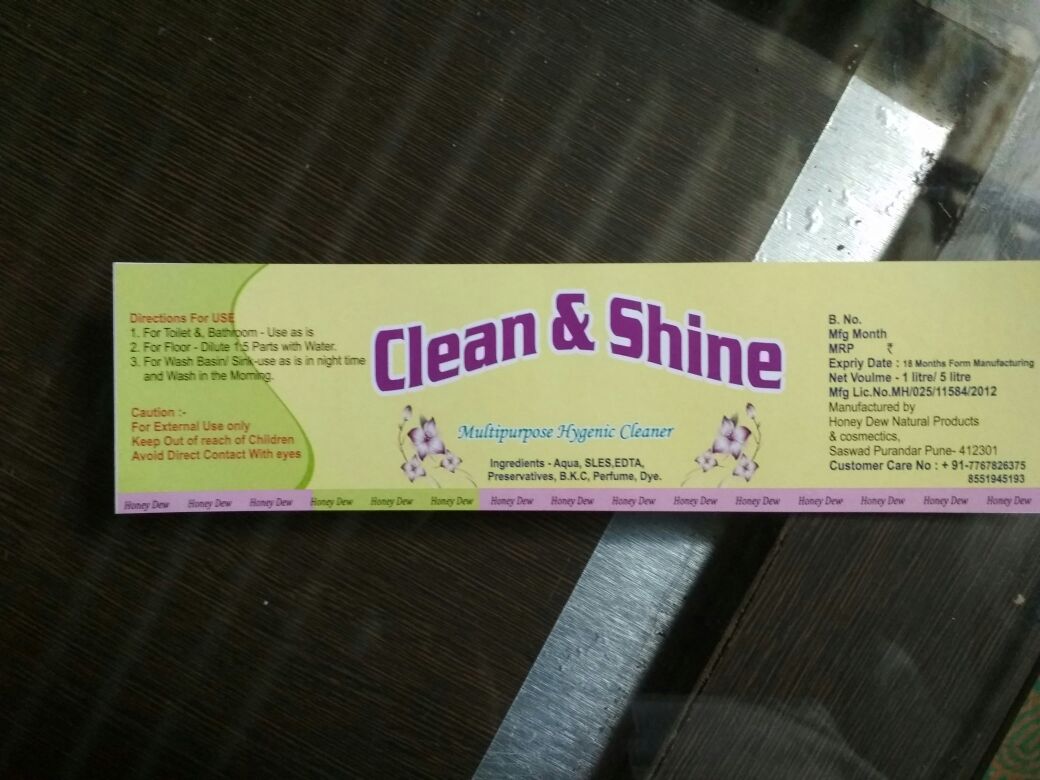 Directions For USE
1. For Toilet &, Bathroom - Use as is
2. For Floor - Dilute 1:5 Parts with Water.
3. For Wash Basin/ Sink-use as is in night time
and Wash in the Morning.
Caution :-
For External Use only
Keep Out of reach of Children
Avoid Direct Contact With eyes
Clean & Shine
Multipurpose Hygenic Cleaner
Ingredients - Aqua, SLES,EDTA,
Preservatives, B.K.C, Perfume, Dye.
B. No.
Mfg Month
MRP ₹
Expriy Date : 18 Months Form Manufacturing
Net Voulme - 1 litre/ 5 litre
Mfg Lic.No.MH/025/11584/2012
Manufactured by
Honey Dew Natural Products
& cosmectics,
Saswad Purandar Pune- 412301
Customer Care No : + 91-7767826375
8551945193
Honey Dew Honey Dew Honey Dew Honey Dew Honey Dew Honey Dew Honey Dew Honey Dew Honey Dew Honey Dew Honey Dew Honey Dew Honey Dew Honey Dew Honey Dew